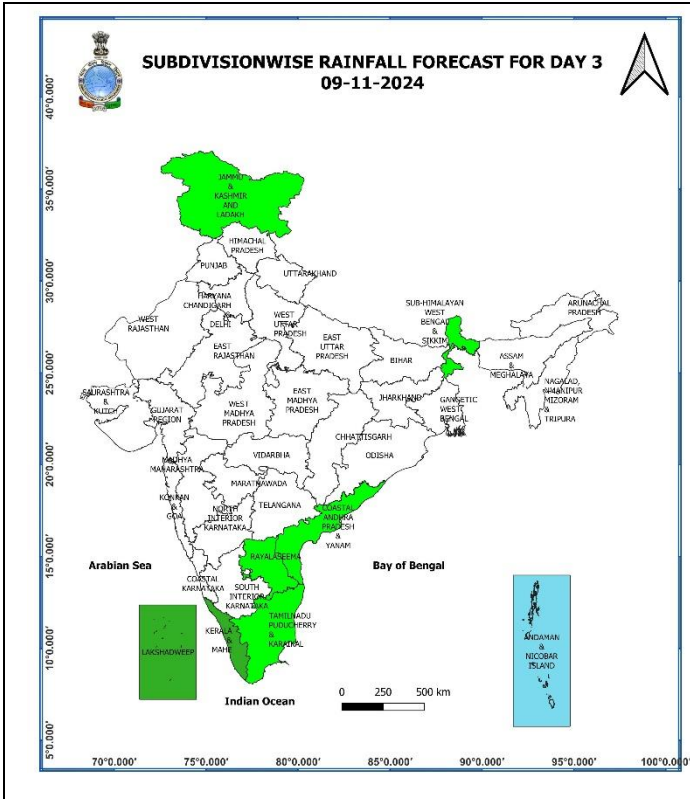 SUBDIVISIONWISE RAINFALL FORECAST FOR DAY 3
09-11-2024
40°0.000'
35°0.000'
30°0.000'
25°0.000'
20°0.000'
15°0.000'
10°0.000'
5°0.000'
JAMMU
&
KASHMIR
AND
LADAKH
HIMACHAL
PRADESH
PUNJAB
UTTARAKHAND
HARYANA
CHANDIGARH
&
DELHI
WEST
RAJASTHAN
WEST
UTTAR
PRADESH
EAST
UTTAR
PRADESH
EAST
RAJASTHAN
SUB-HIMALAYAN
WEST
BENGAL
&
SIKKIM
ARUNACHAL
PRADESH
ASSAM
&
MEGHALAYA
NAGALAD,
MANIPUR
MIZORAM &
TRIPURA
BIHAR
JHARKHAND
GANGETIC
WEST
BENGAL
SAURASHTRA
&
KUTCH
GUJARAT
REGION
WEST
MADHYA
PRADESH
EAST
MADHYA
PRADESH
CHHATTISGARH
ODISHA
VIDARBHA
MADHYA
MAHARASHTRA
MARATHAWADA
KONKAN
&
GOA
TELANGANA
NORTH
INTERIOR
KARNATAKA
COASTAL
ANDHRA
PRADESH
&
YANAM
RAYALASEEMA
Arabian Sea
Bay of Bengal
COASTAL
KARNATAKA
SOUTH
INTERIOR
KARNATAKA
TAMILNADU
PUDUCHERRY
&
KARAIKAL
KERALA
&
MAHE
LAKSHADWEEP
ANDAMAN
&
NICOBAR
ISLAND
Indian Ocean
0 250 500 km
70°0.000' 75°0.000' 80°0.000' 85°0.000' 90°0.000' 95°0.000' 100°0.000'